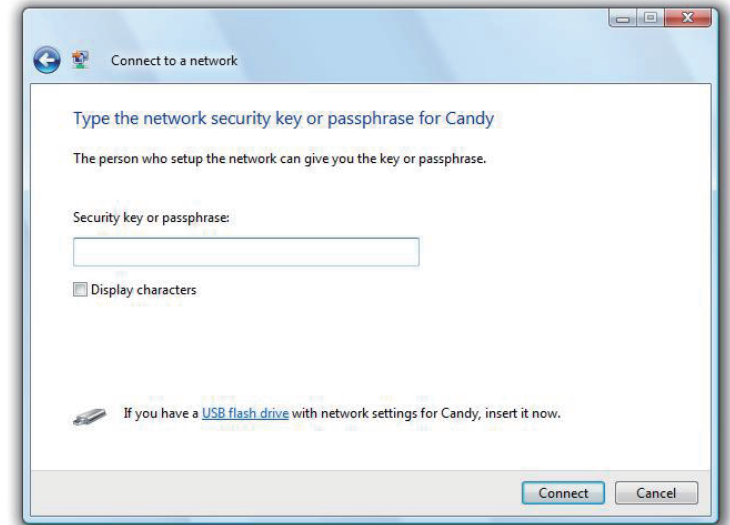 Connect to a network
Type the network security key or passphrase for Candy
The person who setup the network can give you the key or passphrase.
Security key or passphrase:
Display characters
If you have a USB flash drive with network settings for Candy, insert it now.
Connect Cancel